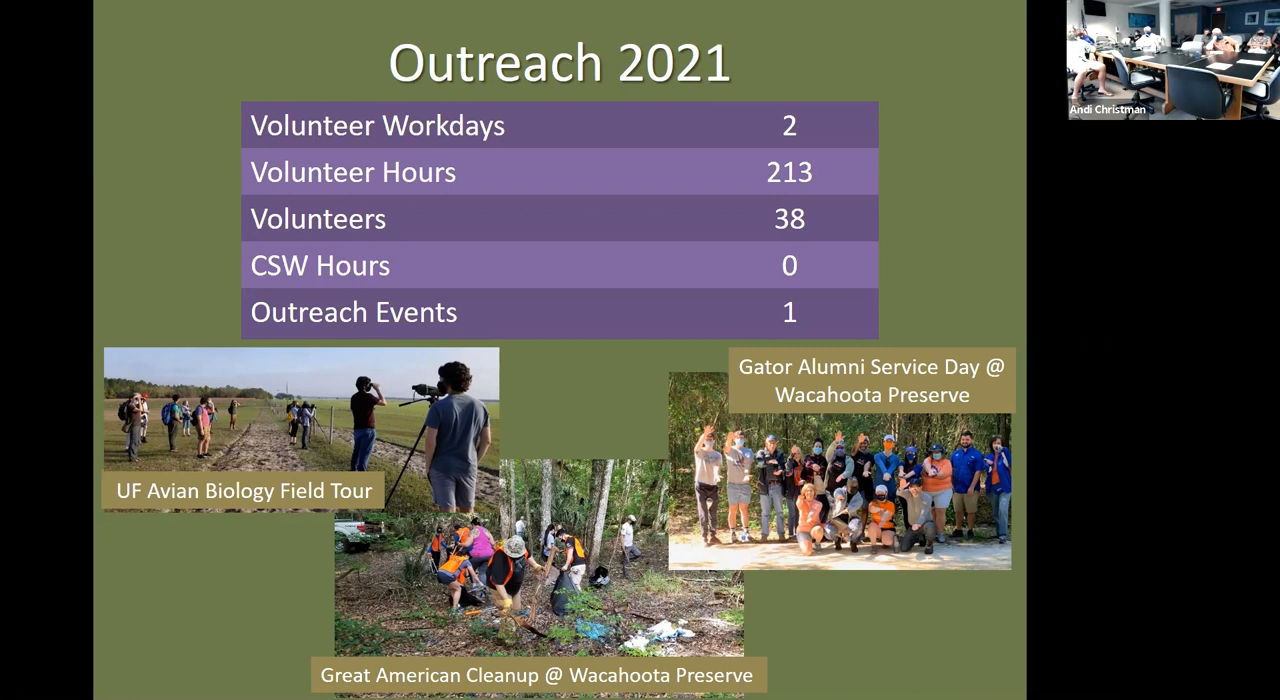 Outreach 2021
Volunteer Workdays 2
Volunteer Hours 213
Volunteers 38
CSW Hours 0
Outreach Events 1
Gator Alumni Service Day @
Wacahoota Preserve
UF Avian Biology Field Tour
Great American Cleanup @ Wacahoota Preserve
Andi Christman